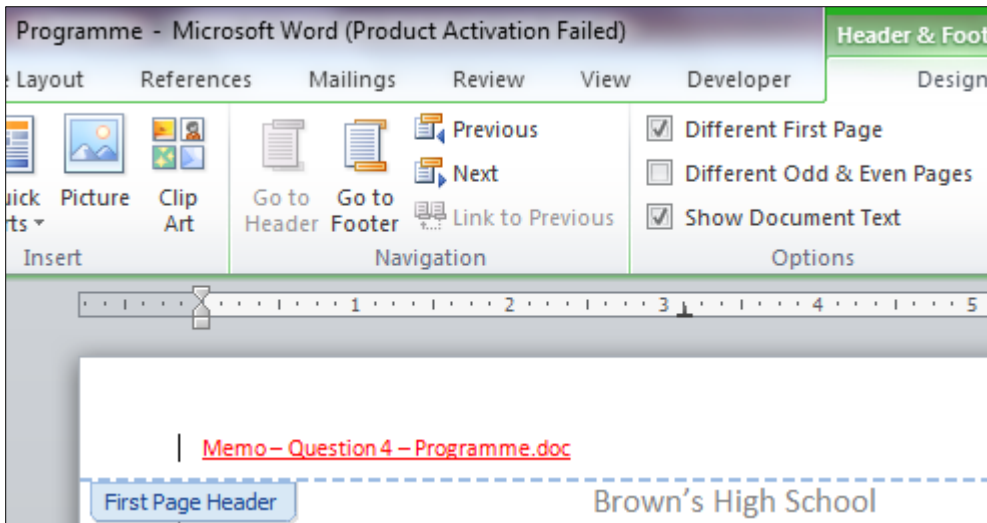 Programme - Microsoft Word (Product Activation Failed)
Header & Foot
Layout References Mailings Review View Developer Design
Picture
Clip Art
Insert
Go to Header
Go to Footer
Previous
Next
Link to Previous
Navigation
Different First Page
Different Odd & Even Pages
Show Document Text
Options
1 2 3 4 5
Memo – Question 4 – Programme.doc
First Page Header
Brown's High School